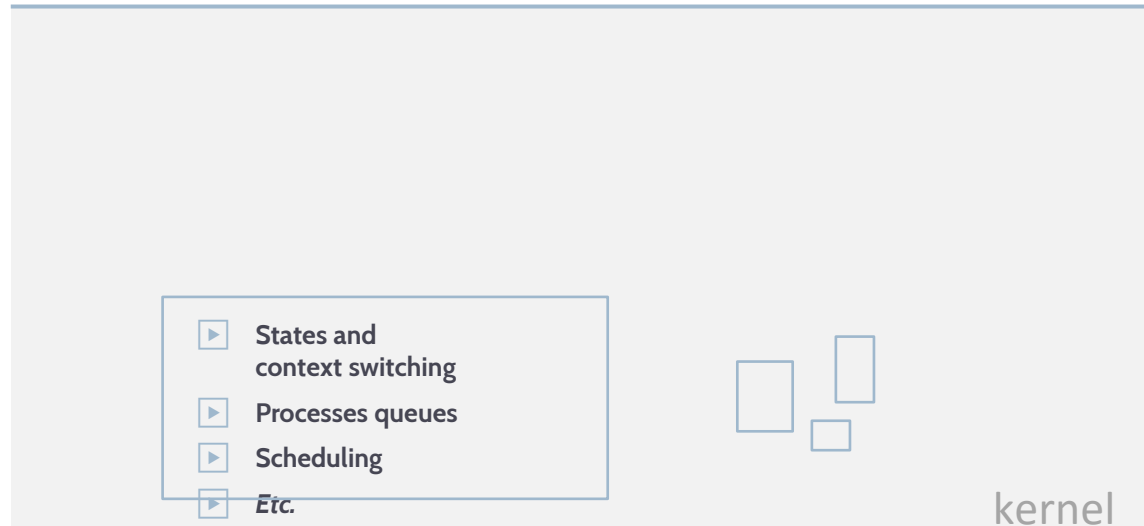 States and
context switching
Processes queues
Scheduling
Etc.
kernel